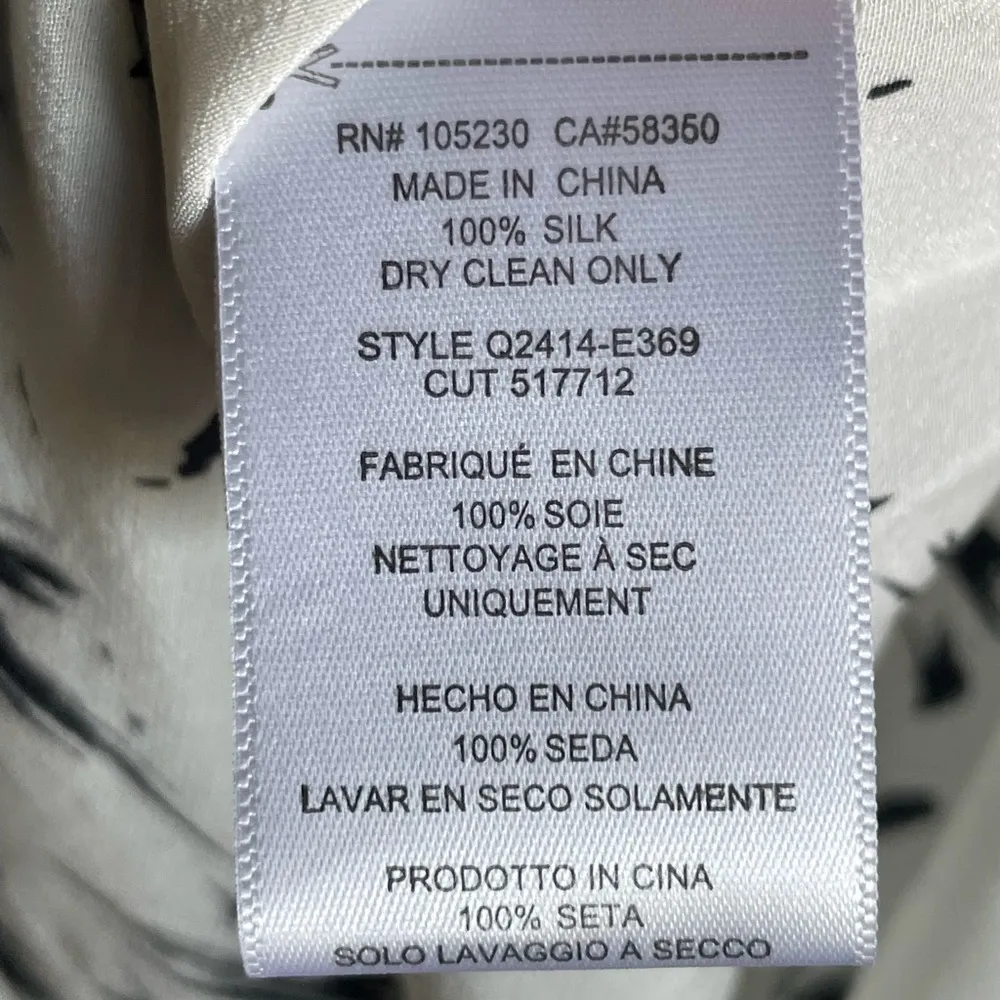 RN# 105230 CA#58350
MADE IN CHINA
100% SILK
DRY CLEAN ONLY
STYLE Q2414-E369
CUT 517712
FABRIQUÉ EN CHINE
100% SOIE
NETTOYAGE À SEC
UNIQUEMENT
HECHO EN CHINA
100% SEDA
LAVAR EN SECO SOLAMENTE
PRODOTTO IN CINA
100% SETA
SOLO LAVAGGIO A SECCO